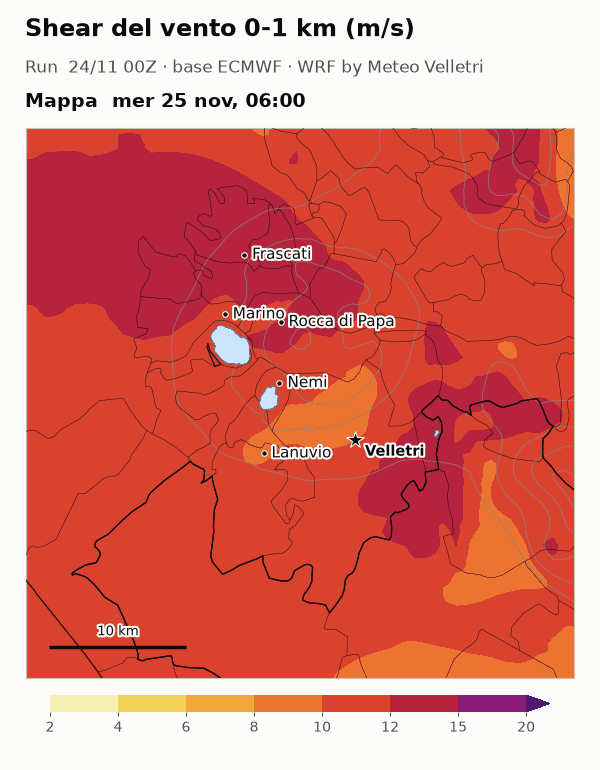 Shear del vento 0-1 km (m/s)
Run  24/11 00Z · base ECMWF · WRF by Meteo Velletri
Mappa  mer 25 nov, 06:00
Frascati
Marino
Rocca di Papa
Nemi
Lanuvio
Velletri
10 km
2 4 6 8 10 12 15 20